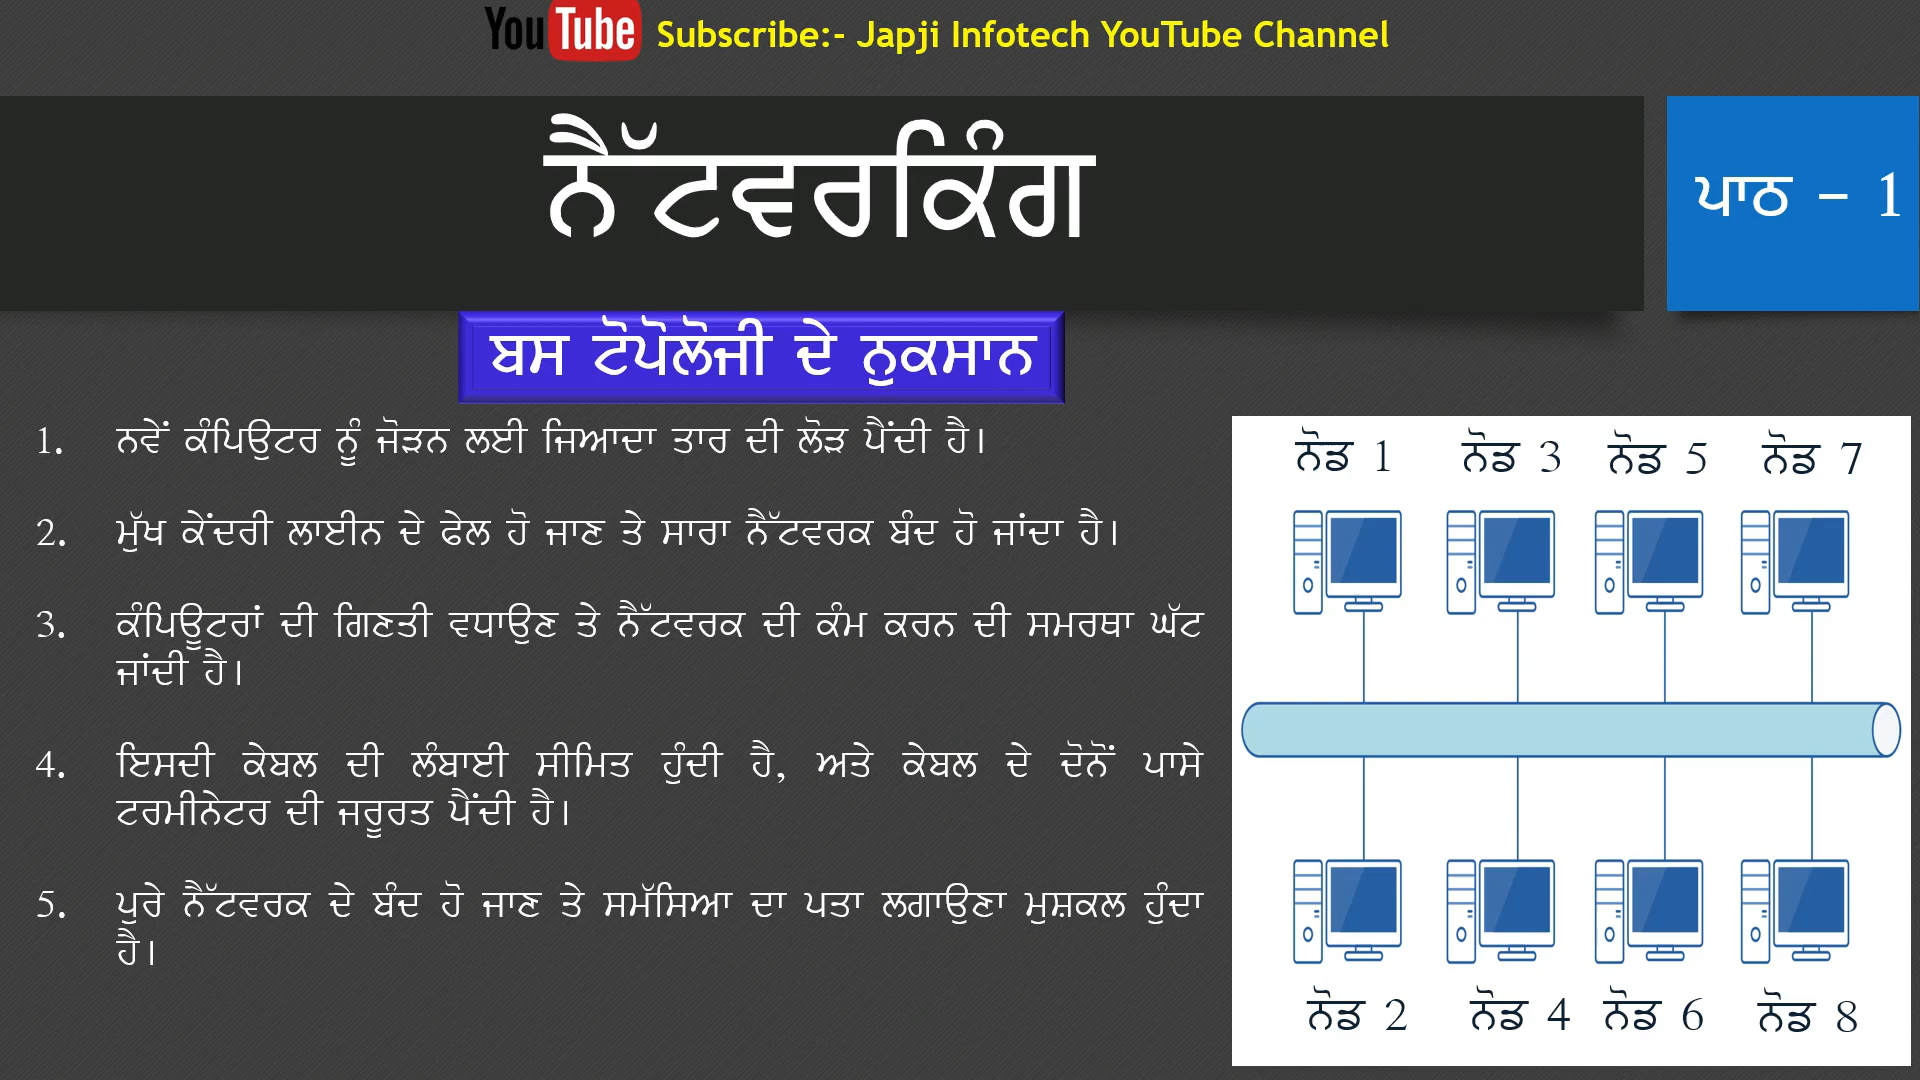 YouTube Subscribe:- Japji Infotech YouTube Channel
ਨੈੱਟਵਰਕਿੰਗ
ਪਾਠ – 1
ਬਸ ਟੋਪੋਲੋਜੀ ਦੇ ਨੁਕਸਾਨ
1. ਨਵੇਂ ਕੰਪਿਉਟਰ ਨੂੰ ਜੋੜਨ ਲਈ ਜਿਆਦਾ ਤਾਰ ਦੀ ਲੋੜ ਪੈਂਦੀ ਹੈ।
2. ਮੁੱਖ ਕੇਂਦਰੀ ਲਾਈਨ ਦੇ ਫੇਲ ਹੋ ਜਾਣ ਤੇ ਸਾਰਾ ਨੈੱਟਵਰਕ ਬੰਦ ਹੋ ਜਾਂਦਾ ਹੈ।
3. ਕੰਪਿਊਟਰਾਂ ਦੀ ਗਿਣਤੀ ਵਧਾਉਣ ਤੇ ਨੈੱਟਵਰਕ ਦੀ ਕੰਮ ਕਰਨ ਦੀ ਸਮਰਥਾ ਘੱਟ
ਜਾਂਦੀ ਹੈ।
4. ਇਸਦੀ ਕੇਬਲ ਦੀ ਲੰਬਾਈ ਸੀਮਿਤ ਹੁੰਦੀ ਹੈ, ਅਤੇ ਕੇਬਲ ਦੇ ਦੋਨੋਂ ਪਾਸੇ
ਟਰਮੀਨੇਟਰ ਦੀ ਜਰੂਰਤ ਪੈਂਦੀ ਹੈ।
5. ਪੁਰੇ ਨੈੱਟਵਰਕ ਦੇ ਬੰਦ ਹੋ ਜਾਣ ਤੇ ਸਮੱਸਿਆ ਦਾ ਪਤਾ ਲਗਾਉਣਾ ਮੁਸ਼ਕਲ ਹੁੰਦਾ
ਹੈ।
ਨੋਡ 1 ਨੋਡ 3 ਨੋਡ 5 ਨੋਡ 7
ਨੋਡ 2 ਨੋਡ 4 ਨੋਡ 6 ਨੋਡ 8